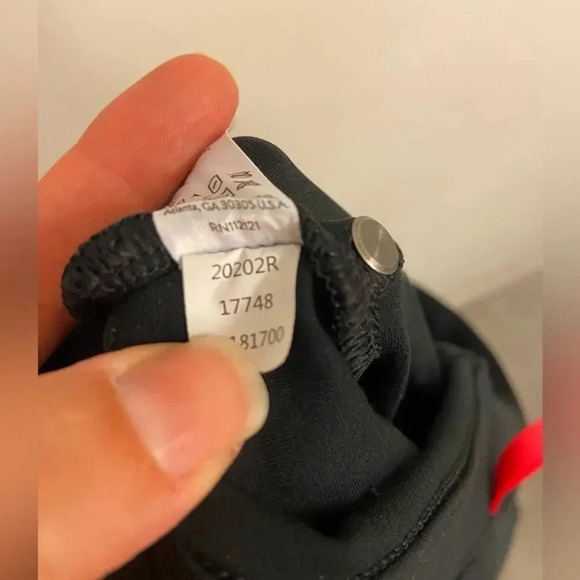 Atlanta, GA 30305 U.S.A.
RN112121
20202R
17748
181700